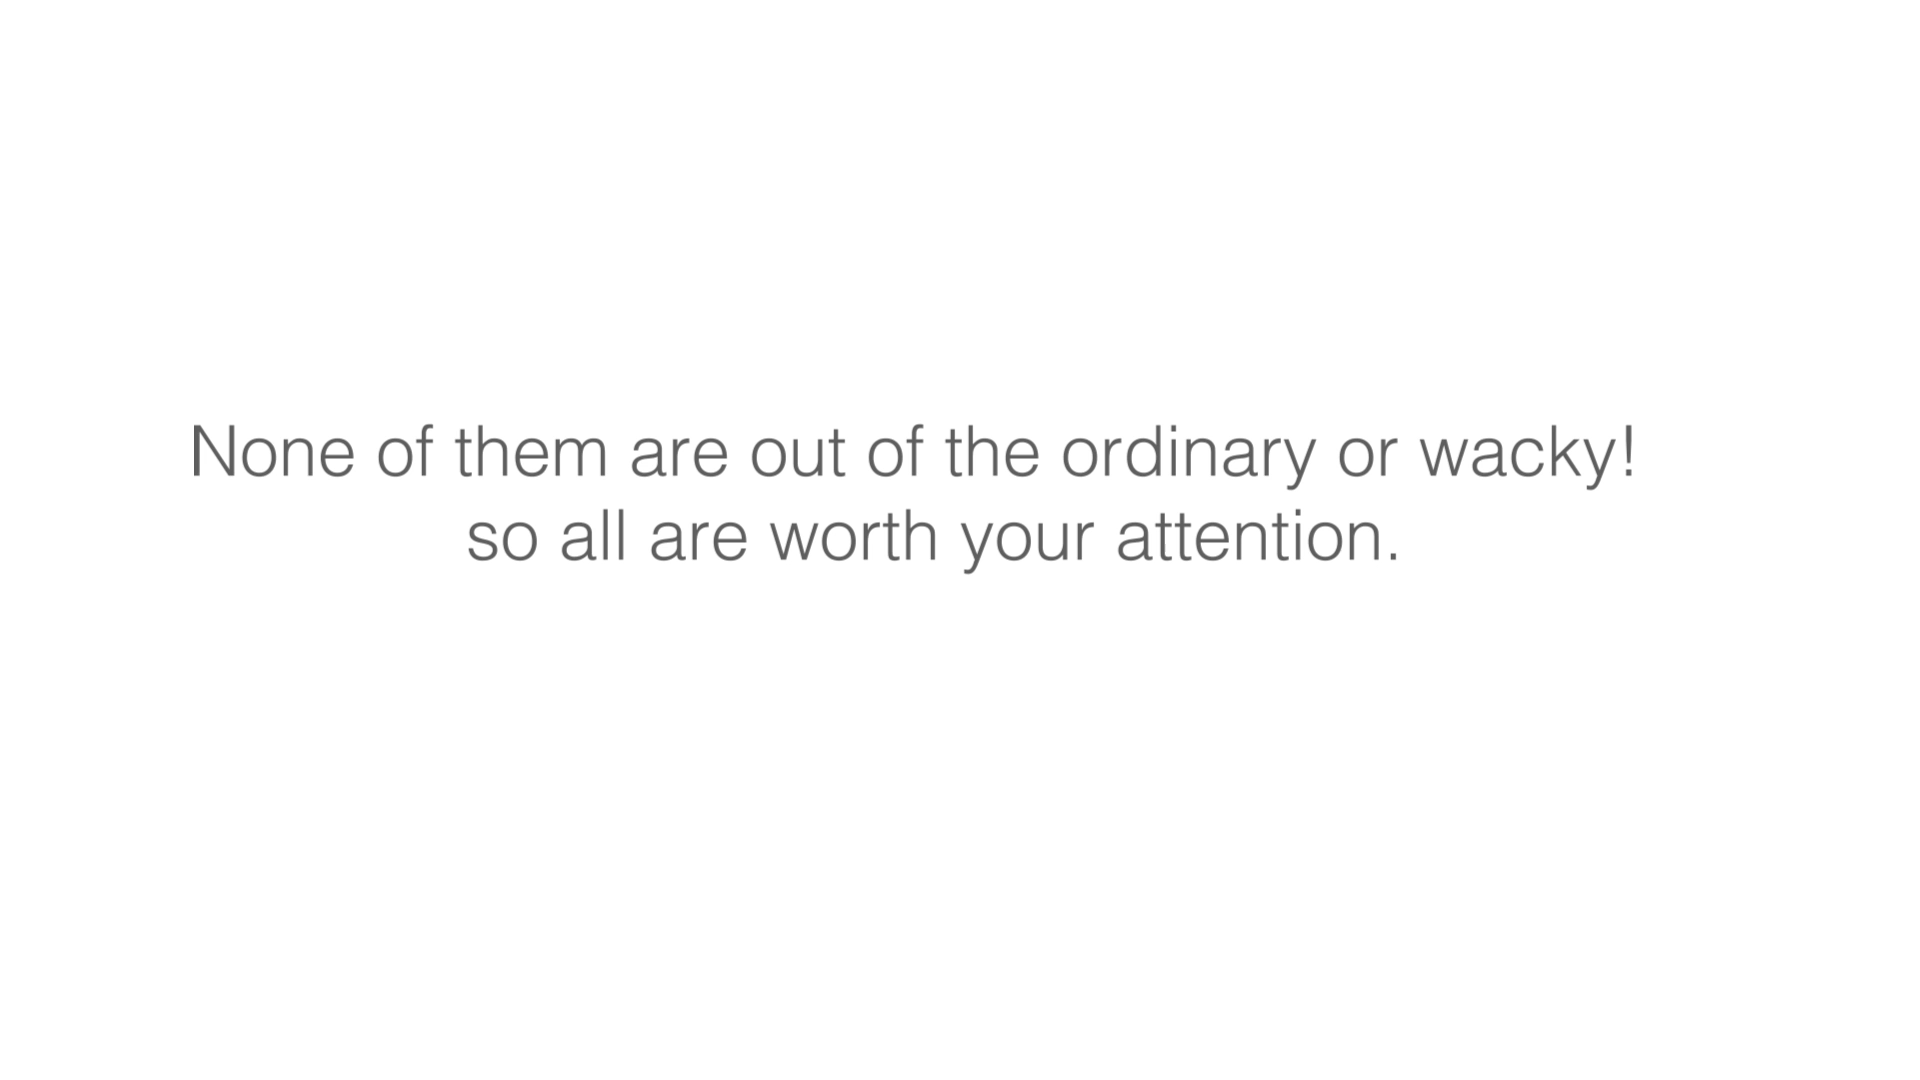 None of them are out of the ordinary or wacky!
so all are worth your attention.